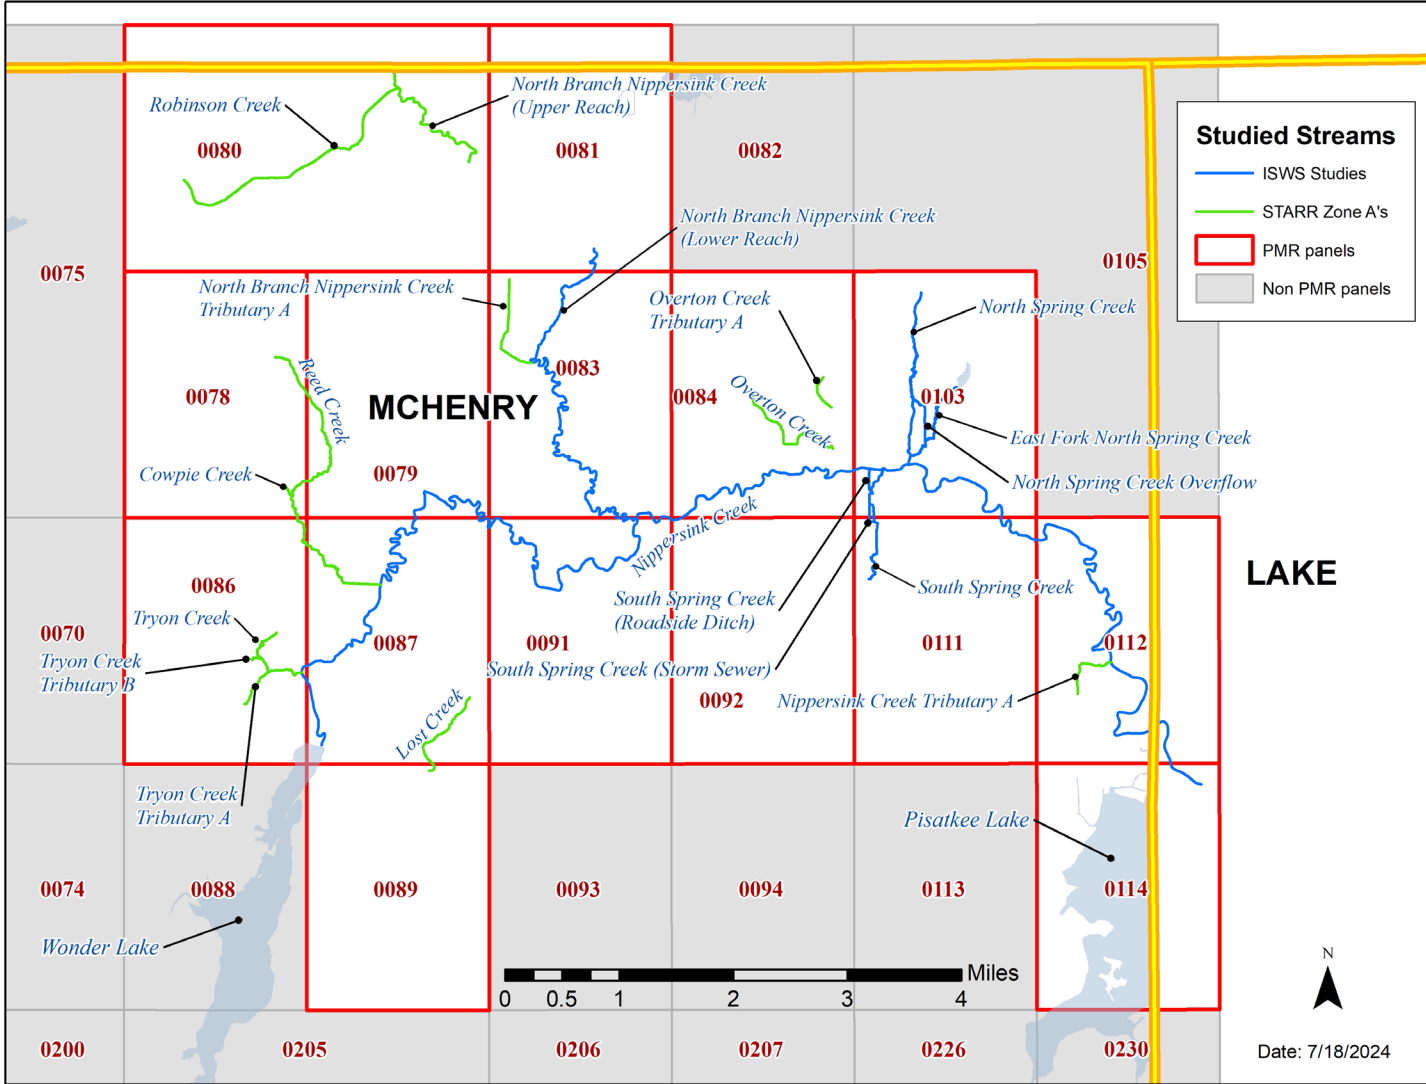 North Branch Nippersink Creek
(Upper Reach)
Robinson Creek
0080
0081
0082
Studied Streams
ISWS Studies
STARR Zone A's
PMR panels
Non PMR panels
North Branch Nippersink Creek
(Lower Reach)
0075
0105
North Branch Nippersink Creek
Tributary A
Overton Creek
Tributary A
North Spring Creek
0083
Reed Creek
0078
MCHENRY
0084
Overton Creek
0103
East Fork North Spring Creek
Cowpie Creek
0079
North Spring Creek Overflow
Nippersink Creek
0086
LAKE
South Spring Creek
South Spring Creek
(Roadside Ditch)
Tryon Creek
0070
0087
0091
0111
0112
Tryon Creek
Tributary B
South Spring Creek (Storm Sewer)
0092
Nippersink Creek Tributary A
Lost Creek
Tryon Creek
Tributary A
Pisatkee Lake
0074
0088
0089
0093
0094
0113
0114
Wonder Lake
Miles
0 0.5 1 2 3 4
N
0200
0205
0206
0207
0226
0230
Date: 7/18/2024